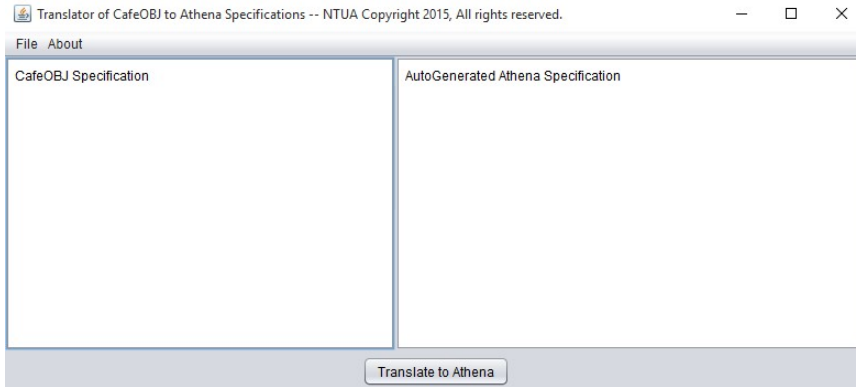 Translator of CafeOBJ to Athena Specifications -- NTUA Copyright 2015, All rights reserved.
File About
CafeOBJ Specification
AutoGenerated Athena Specification
Translate to Athena